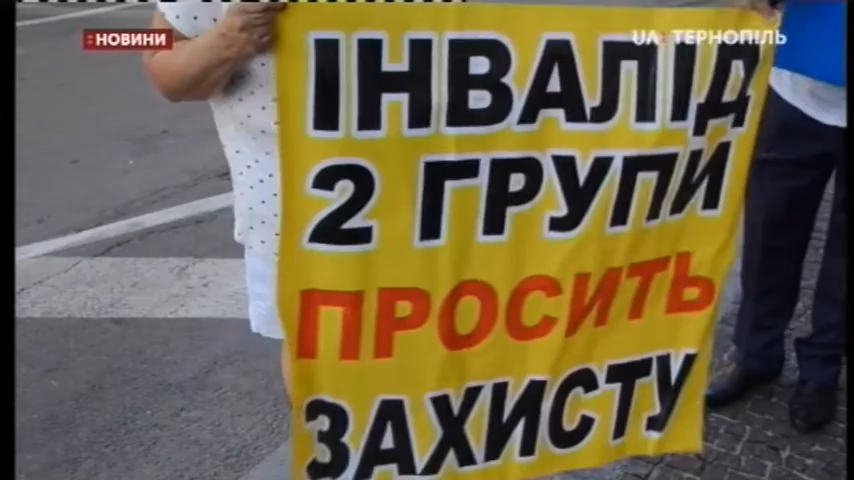 :НОВИНИ
UA: ТЕРНОПІЛЬ
ІНВАЛІД
2 ГРУПИ
ПРОСИТЬ
ЗАХИСТУ